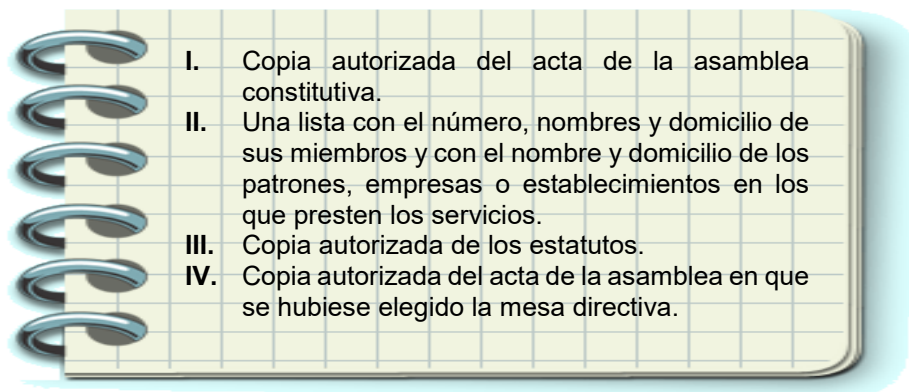 I. Copia autorizada del acta de la asamblea
constitutiva.
II. Una lista con el número, nombres y domicilio de
sus miembros y con el nombre y domicilio de los
patrones, empresas o establecimientos en los
que presten los servicios.
III. Copia autorizada de los estatutos.
IV. Copia autorizada del acta de la asamblea en que
se hubiese elegido la mesa directiva.